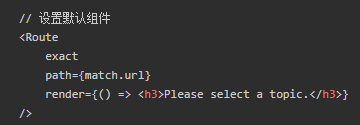 // 设置默认组件
<Route
exact
path={match.url}
render={() => <h3>Please select a topic.</h3>}
/>